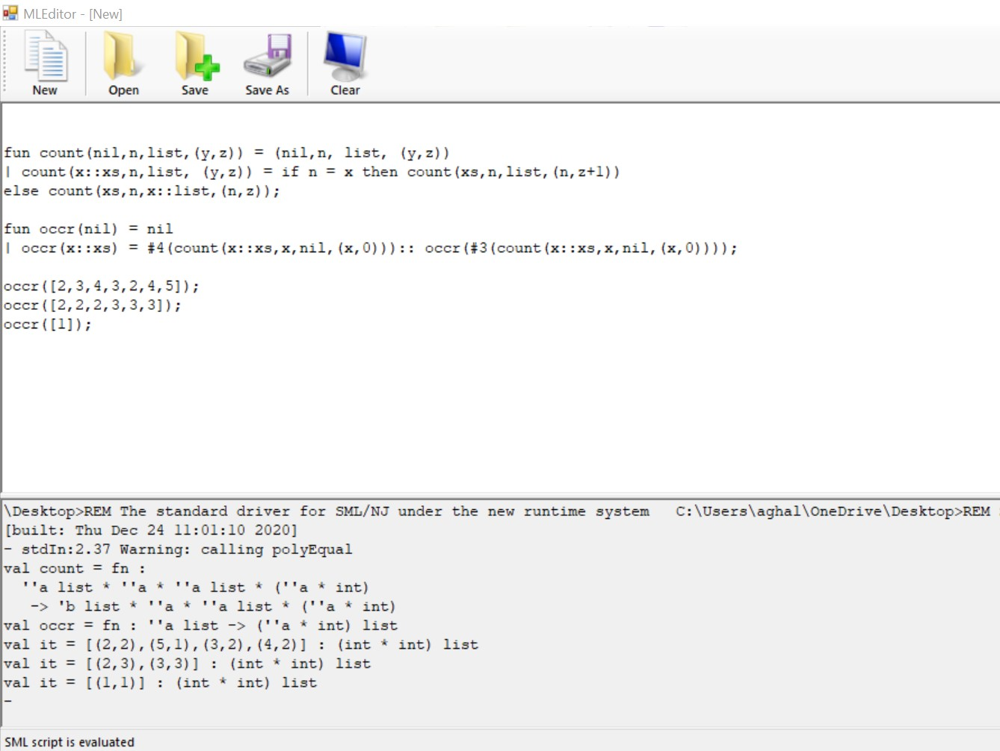 MLEditor - [New]
New Open Save Save As Clear
fun count(nil,n,list,(y,z)) = (nil,n, list, (y,z))
| count(x::xs,n,list, (y,z)) = if n = x then count(xs,n,list,(n,z+1))
else count(xs,n,x::list,(n,z));
fun occr(nil) = nil
| occr(x::xs) = #4(count(x::xs,x,nil,(x,0))):: occr(#3(count(x::xs,x,nil,(x,0))));
occr([2,3,4,3,2,4,5]);
occr([2,2,2,3,3,3]);
occr([1]);
\Desktop>REM The standard driver for SML/NJ under the new runtime system   C:\Users\aghal\OneDrive\Desktop>REM
[built: Thu Dec 24 11:01:10 2020]
- stdIn:2.37 Warning: calling polyEqual
val count = fn :
  ''a list * ''a * ''a list * (''a * int)
   -> 'b list * ''a * ''a list * (''a * int)
val occr = fn : ''a list -> (''a * int) list
val it = [(2,2),(5,1),(3,2),(4,2)] : (int * int) list
val it = [(2,3),(3,3)] : (int * int) list
val it = [(1,1)] : (int * int) list
-
SML script is evaluated